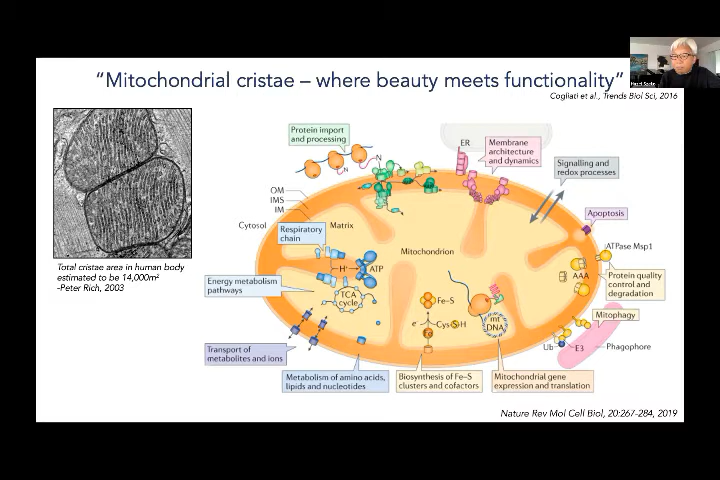 “Mitochondrial cristae – where beauty meets functionality”
Cogliati et al., Trends Biol Sci, 2016
Total cristae area in human body
estimated to be 14,000m²
-Peter Rich, 2003
Protein import
and processing
N
N
ER
Membrane
architecture
and dynamics
Signalling and
redox processes
OM
IMS
IM
Cytosol
Matrix
Respiratory
chain
Mitochondrion
Apoptosis
ATPase Msp1
H⁺
ATP
AAA
Protein quality
control and
degradation
Energy metabolism
pathways
TCA
cycle
Fe–S
e⁻
Cys
S
H
Fe
mt
DNA
Mitophagy
Ub
E3
Phagophore
Transport of
metabolites and ions
Metabolism of amino acids,
lipids and nucleotides
Biosynthesis of Fe–S
clusters and cofactors
Mitochondrial gene
expression and translation
Nature Rev Mol Cell Biol, 20:267-284, 2019